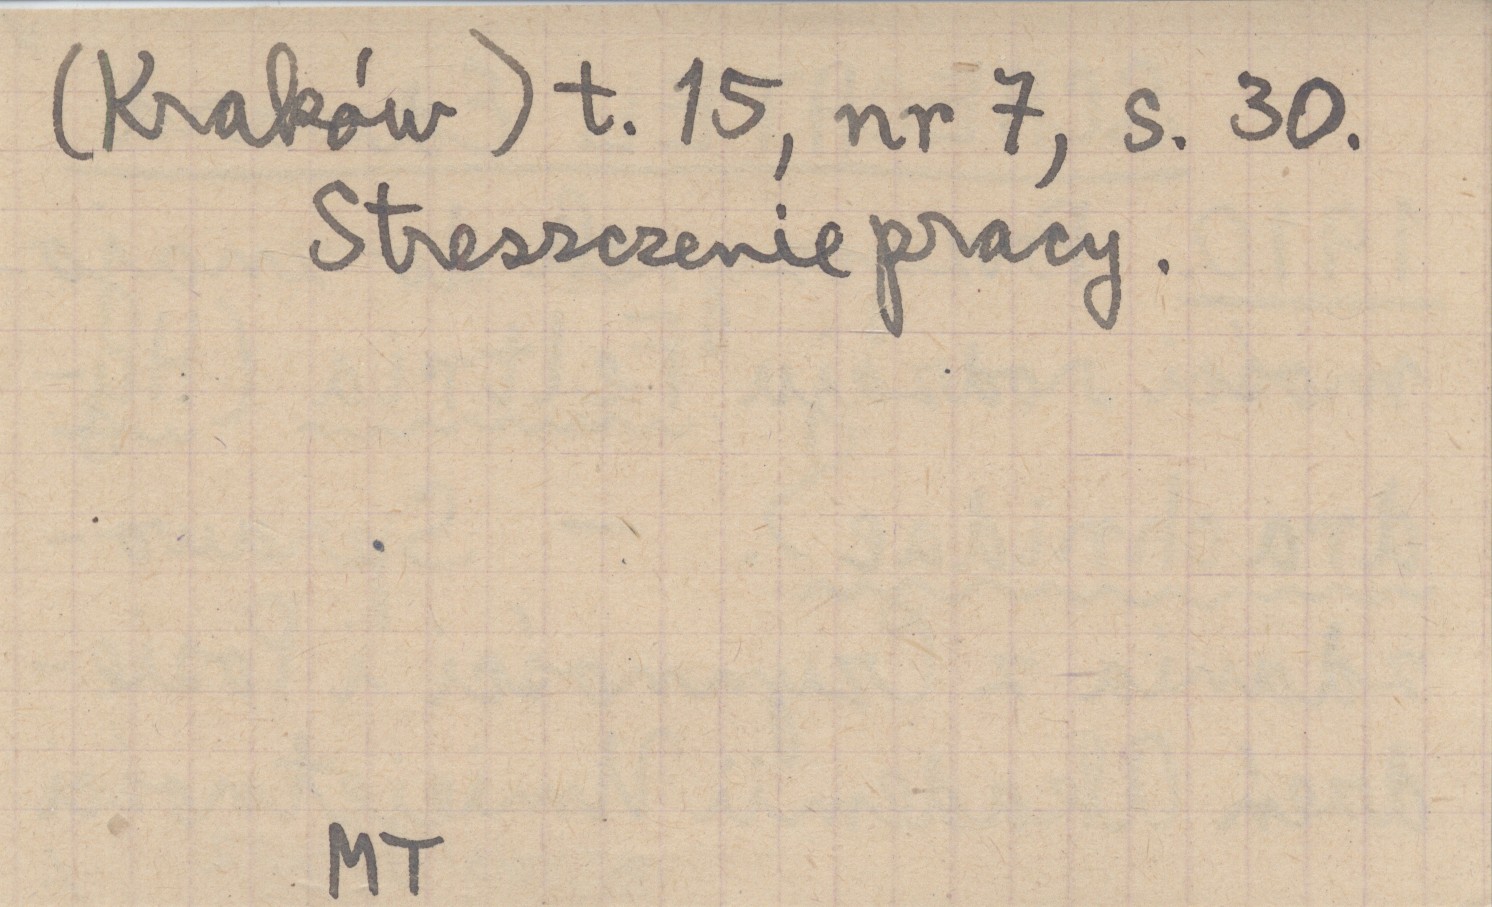 (Kraków) t. 15, nr 7, s. 30.
Streszczenie pracy.
MT